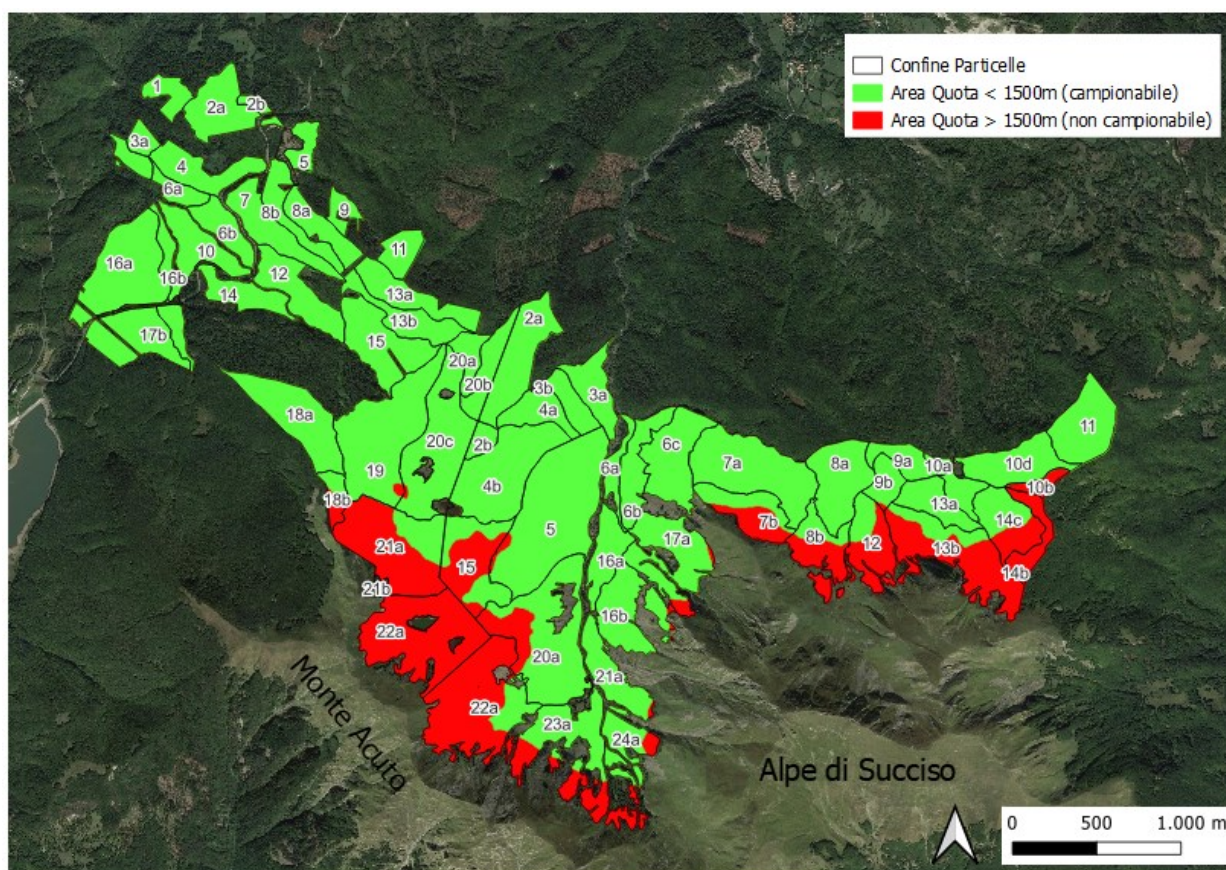 Confine Particelle
Area Quota < 1500m (campionabile)
Area Quota > 1500m (non campionabile)
1
2a
2b
3a
4
5
6a
7
8b
8a
9
6b
10
11
16a
16b
12
13a
14
13b
17b
15
2a
20a
20b
3b
3a
4a
18a
20c
2b
6a
6c
7a
8a
9a
10a
10d
11
19
4b
9b
10b
18b
5
6b
13a
14c
21a
15
17a
7b
8b
12
13b
16a
14b
21b
22a
16b
20a
21a
22a
23a
24a
Monte Acuto
Alpe di Succiso
0 500 1.000 m